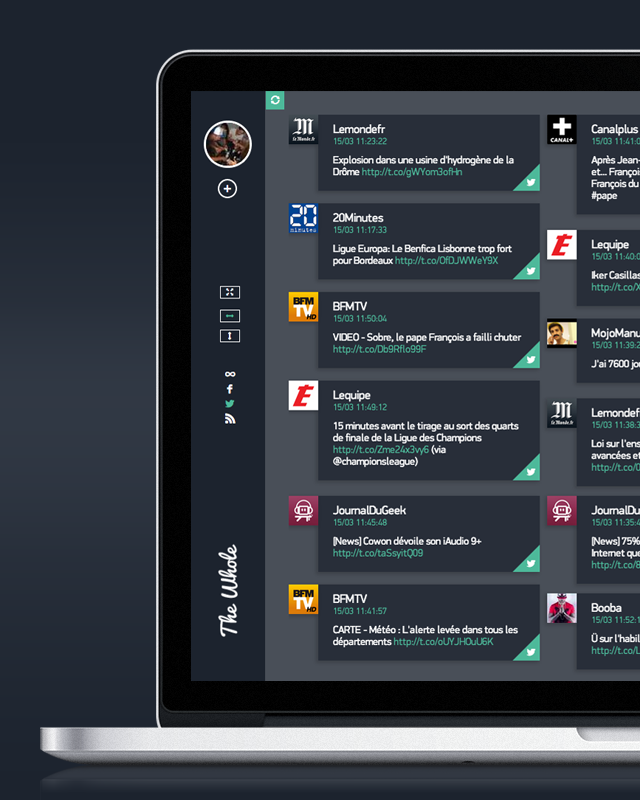 Lemondefr
15/03 11:23:22
Explosion dans une usine d'hydrogène de la
Drôme http://t.co/gWYom3ofHn
20 minutes
20Minutes
15/03 11:17:33
Ligue Europa: Le Benfica Lisbonne trop fort
pour Bordeaux http://t.co/OfDJWWeY9X
BFM
TV
HD
BFMTV
15/03 11:50:04
VIDEO - Sobre, le pape François a failli chuter
http://t.co/Db9Rflo99F
Lequipe
15/03 11:49:12
15 minutes avant le tirage au sort des quarts
de finale de la Ligue des Champions
http://t.co/Zme24x3vy6 (via
@championsleague)
JournalDuGeek
15/03 11:45:48
[News] Cowon dévoile son iAudio 9+
http://t.co/taSsyitQ09
BFM
TV
HD
BFMTV
15/03 11:41:57
CARTE - Météo : L'alerte levée dans tous les
départements http://t.co/oUYJHOuU6K
CANAL+
Canalplus
15/03 11:41:0
Après Jean-
et... Françoi
François du
#pape
Lequipe
15/03 11:40:0
Iker Casillas
http://t.co/X
MojoManu
15/03 11:39:2
J'ai 7600 jou
Lemondef
15/03 11:38:3
Loi sur l'ens
avancées et
http://t.co/0
JournalDu
15/03 11:35:4
[News] 75%
Internet que
http://t.co/8
Booba
15/03 11:52:1
Ü sur l'habil
http://t.co/L
The Whole